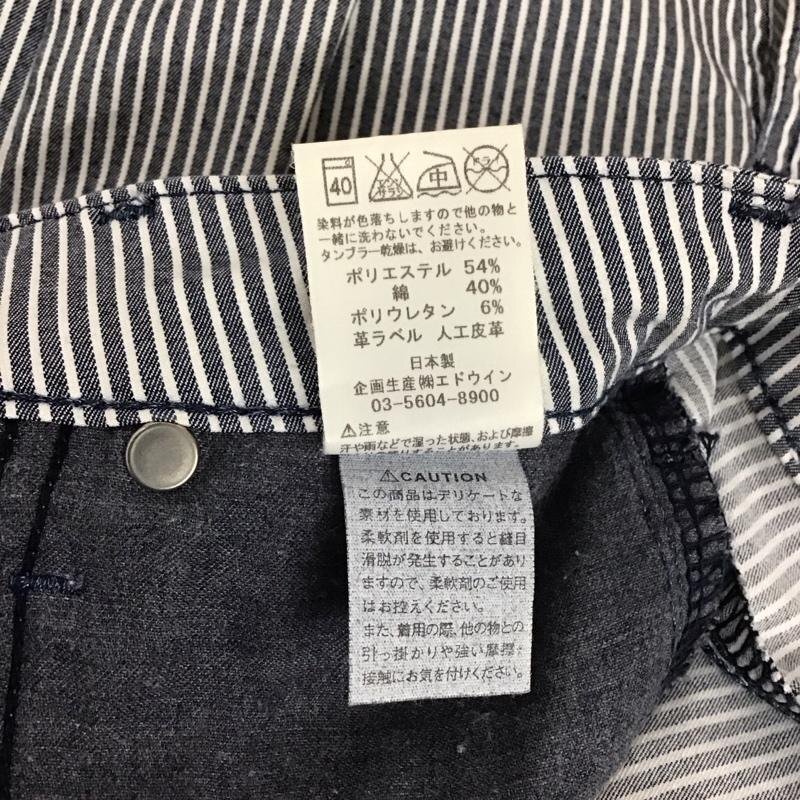 40 エンソサラシ 中 ドライ
染料が色落ちしますので他の物と
一緒に洗わないでください。
タンブラー乾燥は、お避けください。
ポリエステル 54%
綿 40%
ポリウレタン 6%
革ラベル 人工皮革
日本製
企画生産㈱エドウイン
03-5604-8900
⚠注意
汗や雨などで湿った状態、および摩擦
⚠CAUTION
この商品はデリケートな
素材を使用しております。
柔軟剤を使用すると縫目
滑脱が発生することがあり
ますので、柔軟剤のご使用
はお控えください。
また、着用の際、他の物との
引っ掛かりや強い摩擦・
接触にお気を付けください。